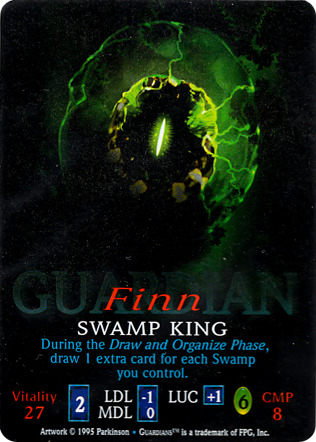 GUARDIAN
Finn
SWAMP KING
During the Draw and Organize Phase,
draw 1 extra card for each Swamp
you control.
Vitality 27 2 LDL -1 MDL 0 LUC +1 6 CMP 8
Artwork © 1995 Parkinson • GUARDIANS™ is a trademark of FPG, Inc.